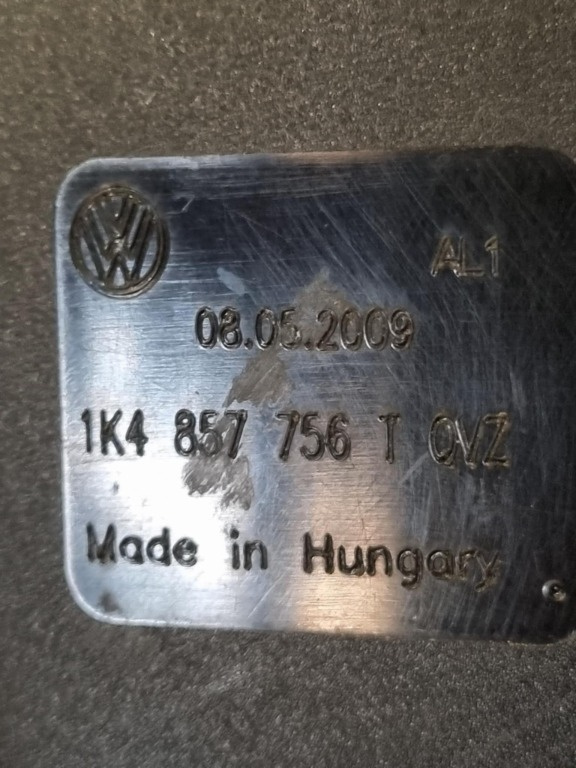 AL1
08.05.2009
1K4 857 756 T QVZ
Made in Hungary